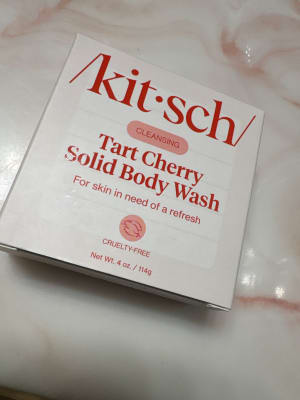 /kit·sch/
CLEANSING
Tart Cherry
Solid Body Wash
For skin in need of a refresh
CRUELTY-FREE
Net Wt. 4 oz. / 114g